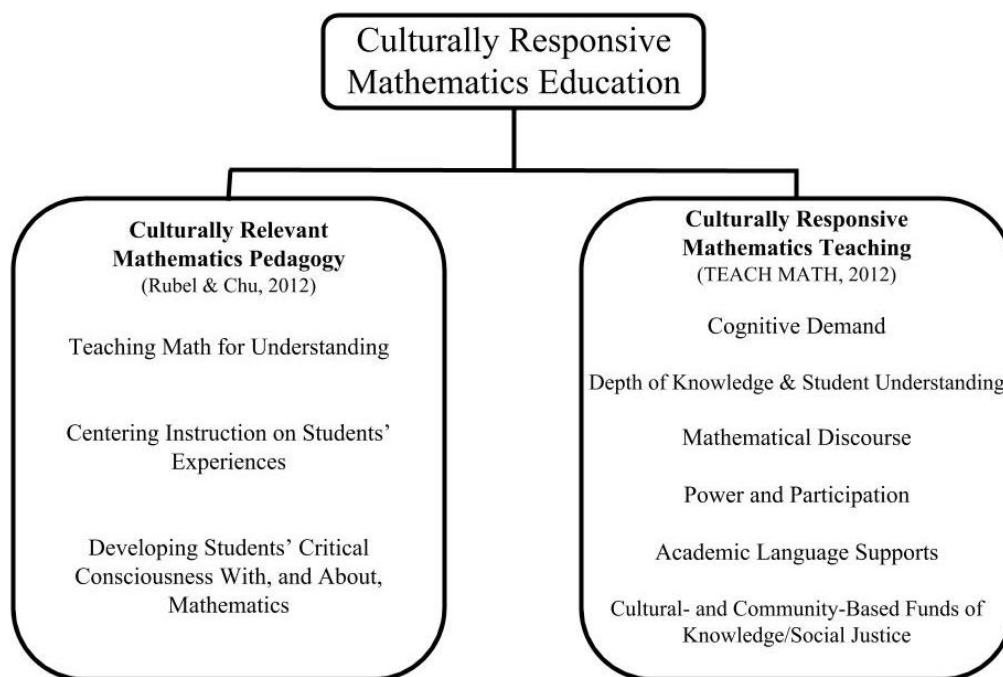 Culturally Responsive
Mathematics Education
Culturally Relevant
Mathematics Pedagogy
(Rubel & Chu, 2012)
Teaching Math for Understanding
Centering Instruction on Students’
Experiences
Developing Students’ Critical
Consciousness With, and About,
Mathematics
Culturally Responsive
Mathematics Teaching
(TEACH MATH, 2012)
Cognitive Demand
Depth of Knowledge & Student Understanding
Mathematical Discourse
Power and Participation
Academic Language Supports
Cultural- and Community-Based Funds of
Knowledge/Social Justice